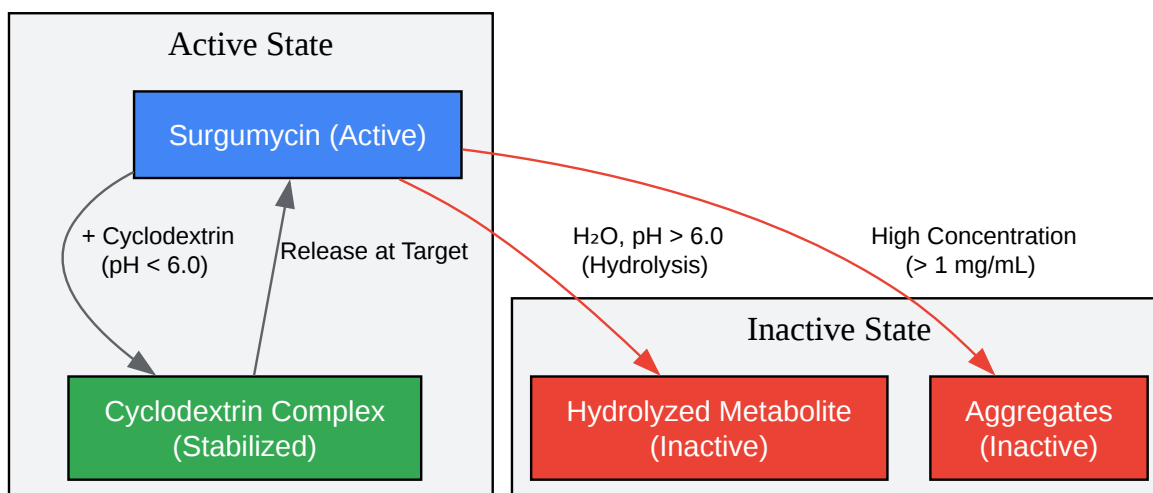 Active State
Surgumycin (Active)
+ Cyclodextrin
(pH < 6.0)
Release at Target
H₂O, pH > 6.0
(Hydrolysis)
High Concentration
(> 1 mg/mL)
Inactive State
Cyclodextrin Complex
(Stabilized)
Hydrolyzed Metabolite
(Inactive)
Aggregates
(Inactive)